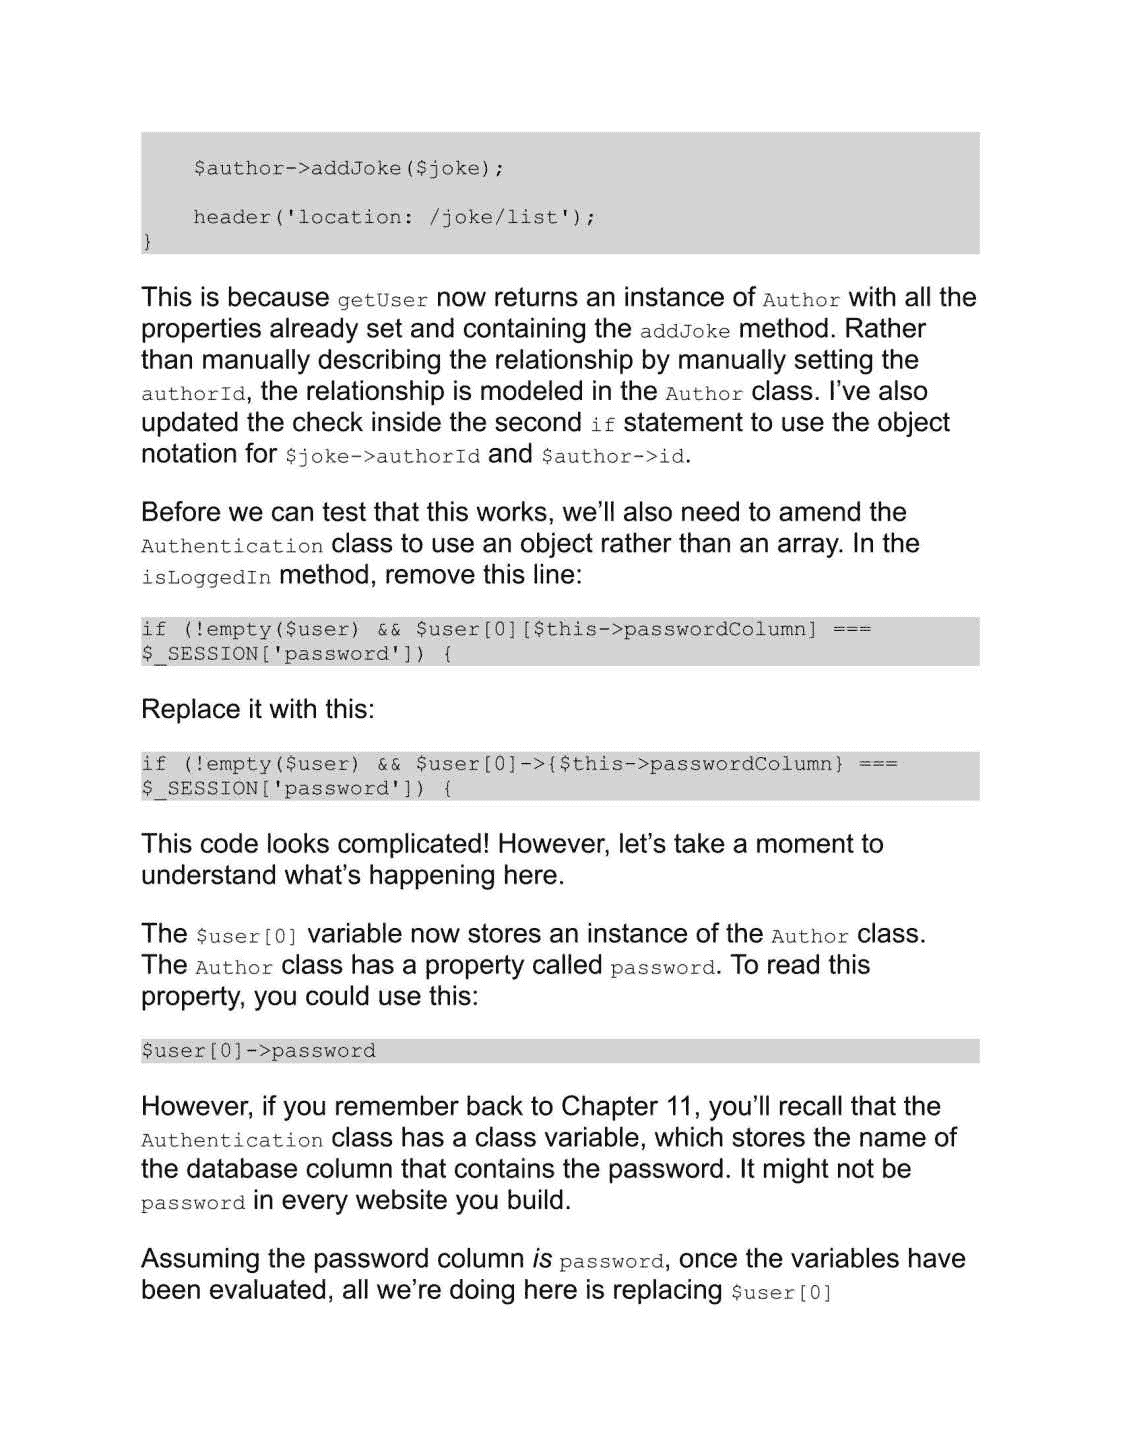 $author->addJoke($joke);
header('location: /joke/list');
}
This is because getUser now returns an instance of Author with all the
properties already set and containing the addJoke method. Rather
than manually describing the relationship by manually setting the
authorId, the relationship is modeled in the Author class. I’ve also
updated the check inside the second if statement to use the object
notation for $joke->authorId and $author->id.
Before we can test that this works, we’ll also need to amend the
Authentication class to use an object rather than an array. In the
isLoggedIn method, remove this line:
if (!empty($user) && $user[0][$this->passwordColumn] ===
$_SESSION['password']) {
Replace it with this:
if (!empty($user) && $user[0]->{$this->passwordColumn} ===
$_SESSION['password']) {
This code looks complicated! However, let’s take a moment to
understand what’s happening here.
The $user[0] variable now stores an instance of the Author class.
The Author class has a property called password. To read this
property, you could use this:
$user[0]->password
However, if you remember back to Chapter 11, you’ll recall that the
Authentication class has a class variable, which stores the name of
the database column that contains the password. It might not be
password in every website you build.
Assuming the password column is password, once the variables have
been evaluated, all we’re doing here is replacing $user[0]